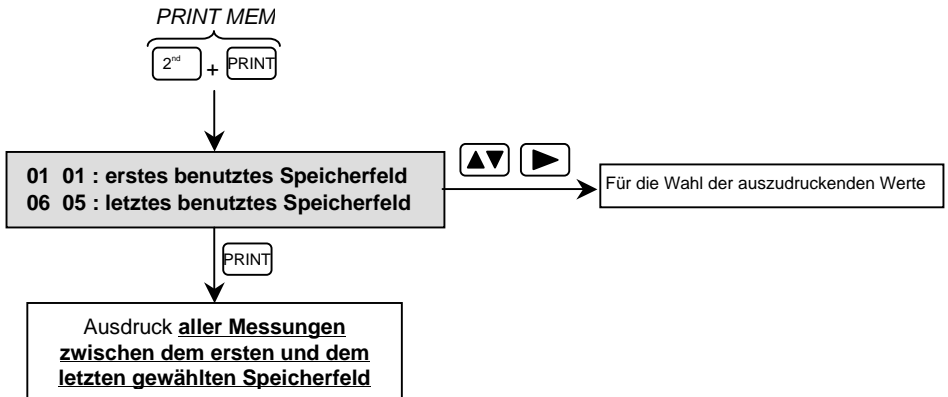 PRINT MEM
2nd + PRINT
01 01 : erstes benutztes Speicherfeld
06 05 : letztes benutztes Speicherfeld
Für die Wahl der auszudruckenden Werte
PRINT
Ausdruck aller Messungen
zwischen dem ersten und dem
letzten gewählten Speicherfeld